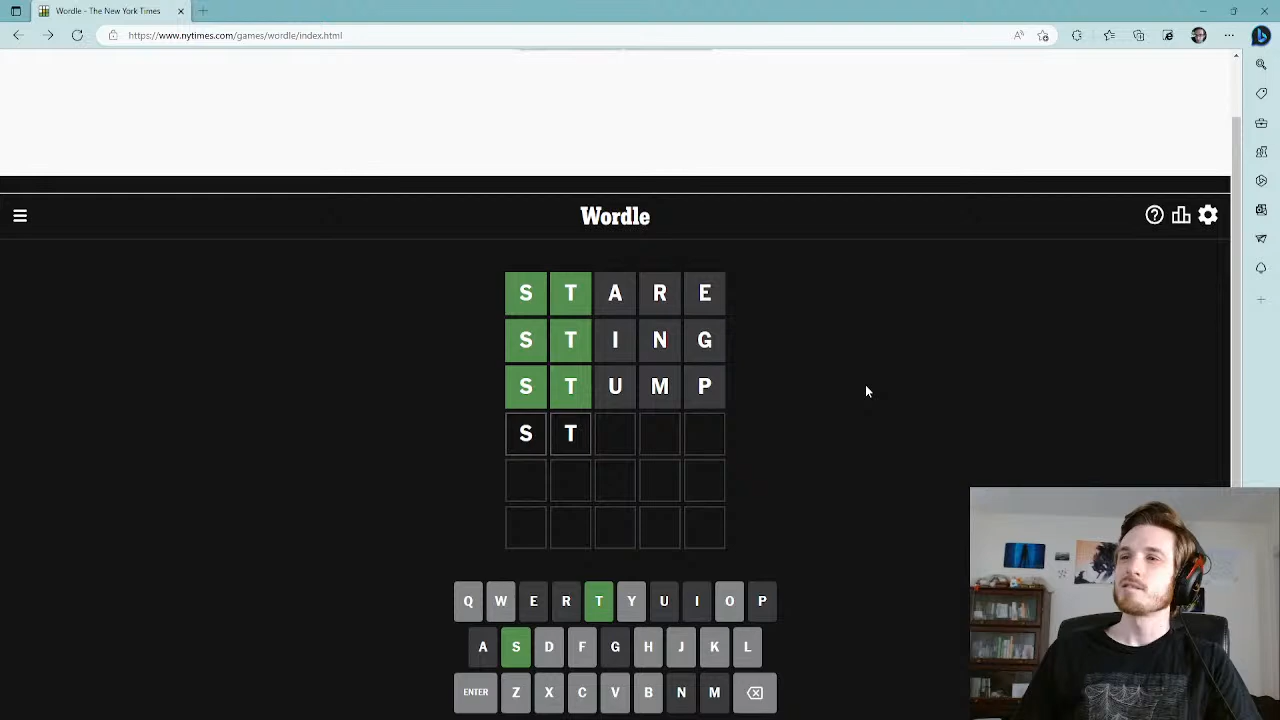 Wordle - The New York Times
https://www.nytimes.com/games/wordle/index.html
Wordle
S T A R E
S T I N G
S T U M P
S T
Q W E R T Y U I O P
A S D F G H J K L
ENTER Z X C V B N M